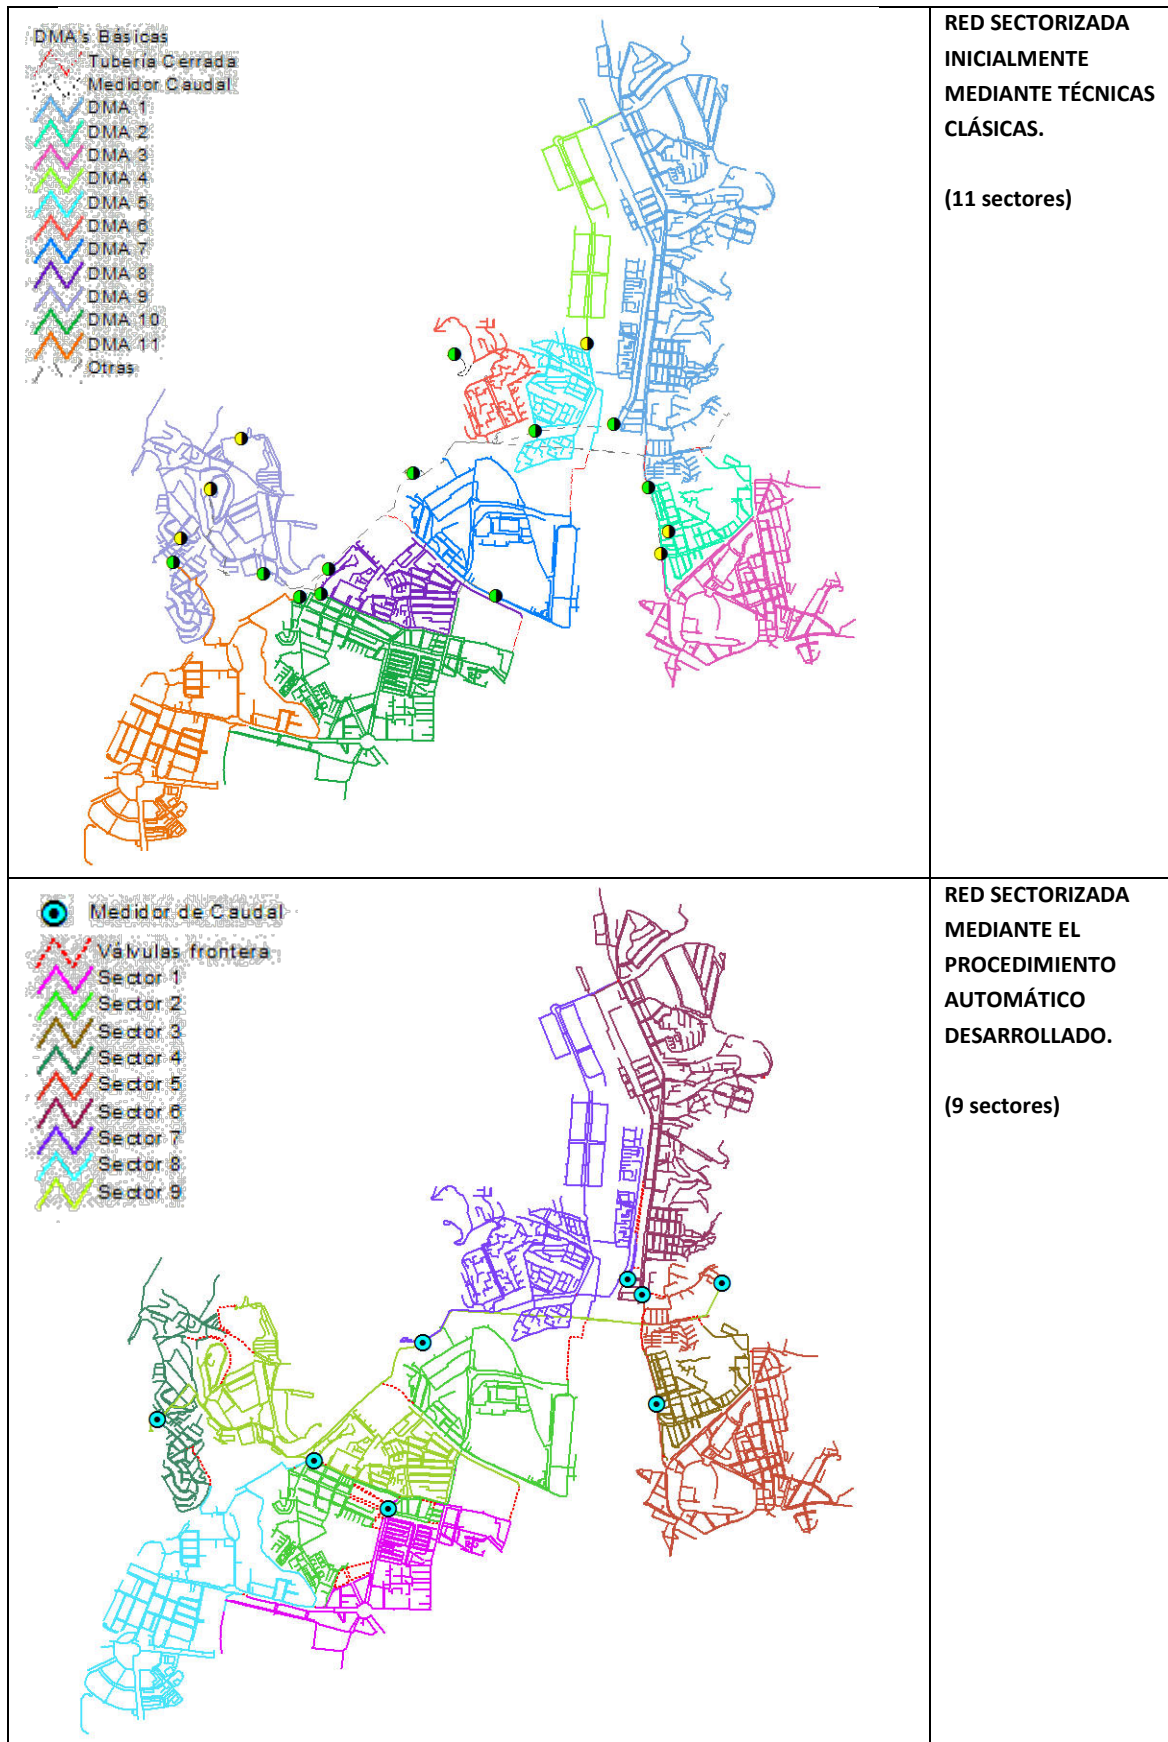 DMA's Básicas
Tubería Cerrada
Medidor Caudal
DMA 1
DMA 2
DMA 3
DMA 4
DMA 5
DMA 6
DMA 7
DMA 8
DMA 9
DMA 10
DMA 11
Otras
RED SECTORIZADA
INICIALMENTE
MEDIANTE TÉCNICAS
CLÁSICAS.
(11 sectores)
Medidor de Caudal
Válvulas frontera
Sector 1
Sector 2
Sector 3
Sector 4
Sector 5
Sector 6
Sector 7
Sector 8
Sector 9
RED SECTORIZADA
MEDIANTE EL
PROCEDIMIENTO
AUTOMÁTICO
DESARROLLADO.
(9 sectores)